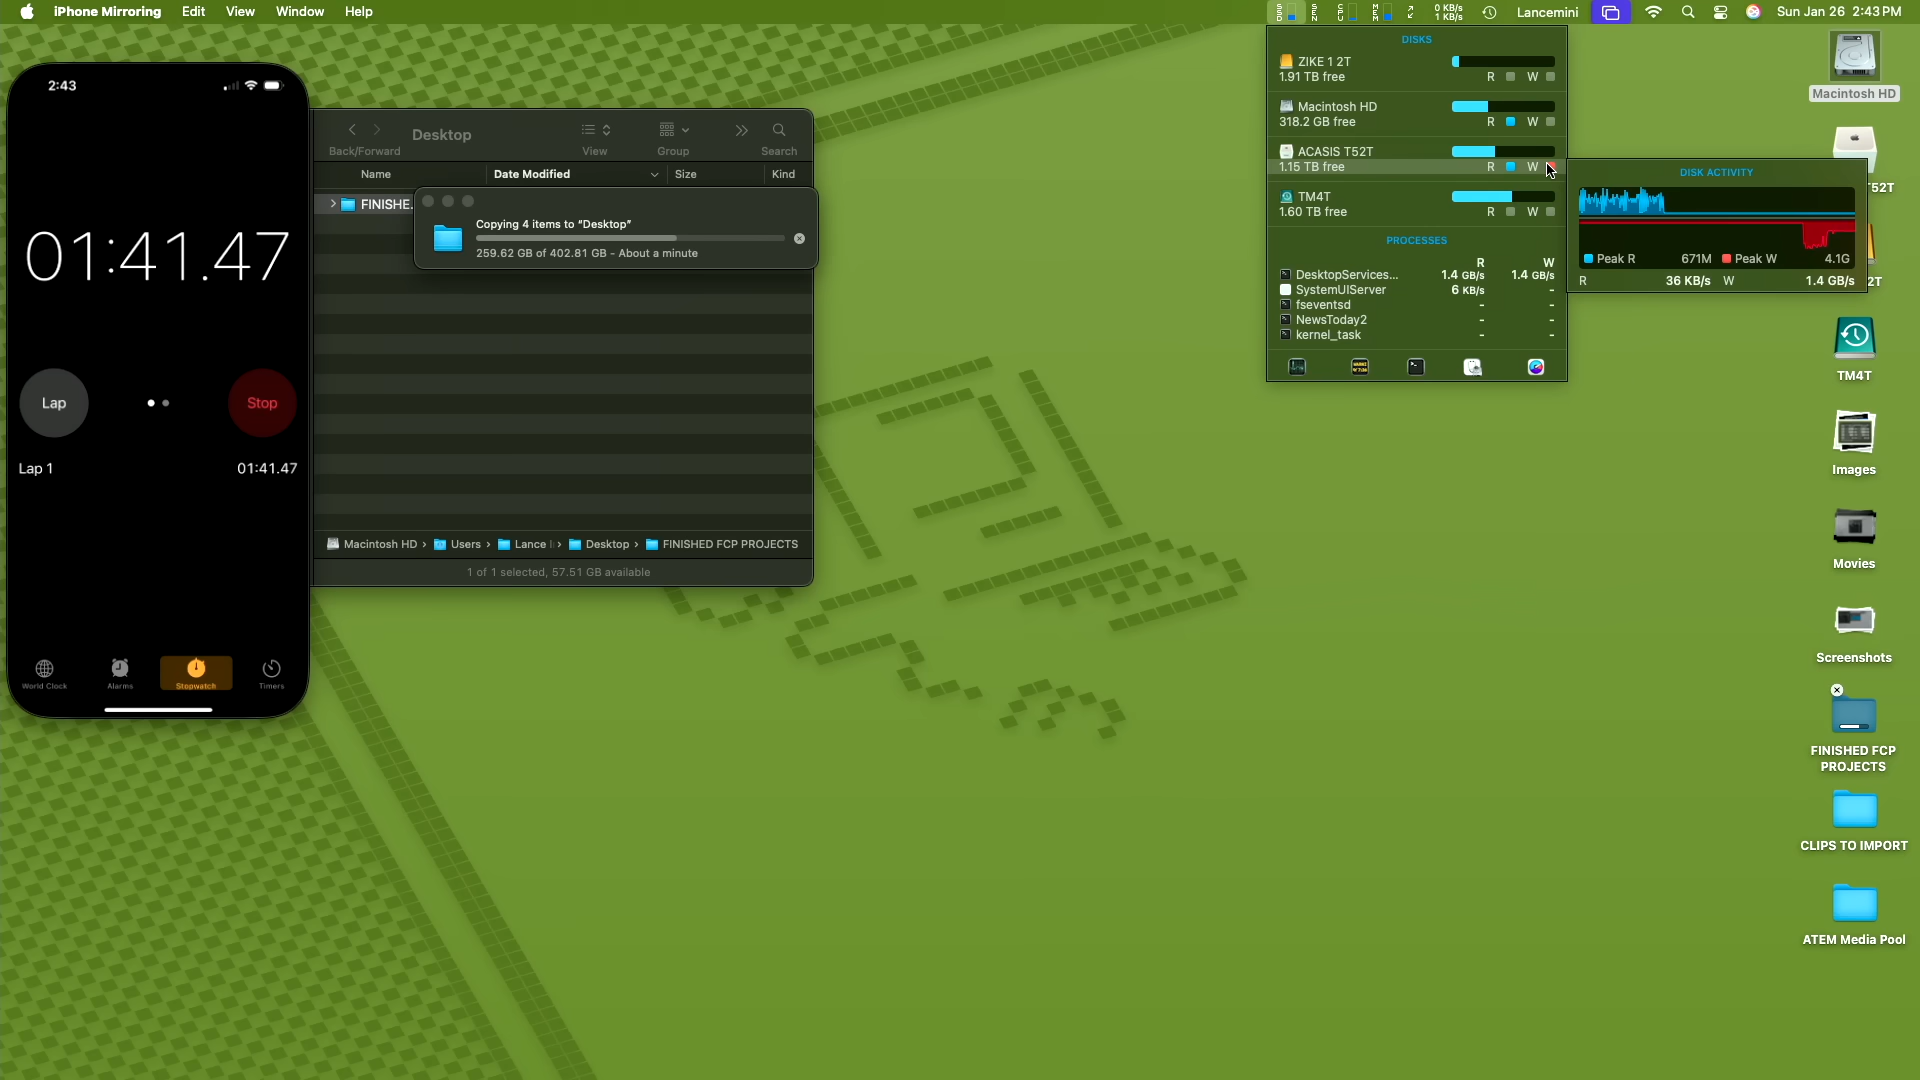 iPhone Mirroring Edit View Window Help
SSD SEN CPU MEM 0 KB/s 1 KB/s Lancemini Sun Jan 26 2:43 PM
2:43
01:41.47
Lap
Stop
Lap 1 01:41.47
World Clock
Alarms
Stopwatch
Timers
Desktop
Back/Forward View Group Search
Name Date Modified Size Kind
FINISHE...
Copying 4 items to "Desktop"
259.62 GB of 402.81 GB - About a minute
Macintosh HD › Users › Lance › Desktop › FINISHED FCP PROJECTS
1 of 1 selected, 57.51 GB available
DISKS
ZIKE 1 2T
1.91 TB free R W
Macintosh HD
318.2 GB free R W
ACASIS T52T
1.15 TB free R W
TM4T
1.60 TB free R W
PROCESSES
R W
DesktopServices... 1.4 GB/s 1.4 GB/s
SystemUIServer 6 KB/s -
fseventsd - -
NewsToday2 - -
kernel_task - -
DISK ACTIVITY
Peak R 671M Peak W 4.1G
R 36 KB/s W 1.4 GB/s
Macintosh HD
52T
2T
TM4T
Images
Movies
Screenshots
FINISHED FCP
PROJECTS
CLIPS TO IMPORT
ATEM Media Pool